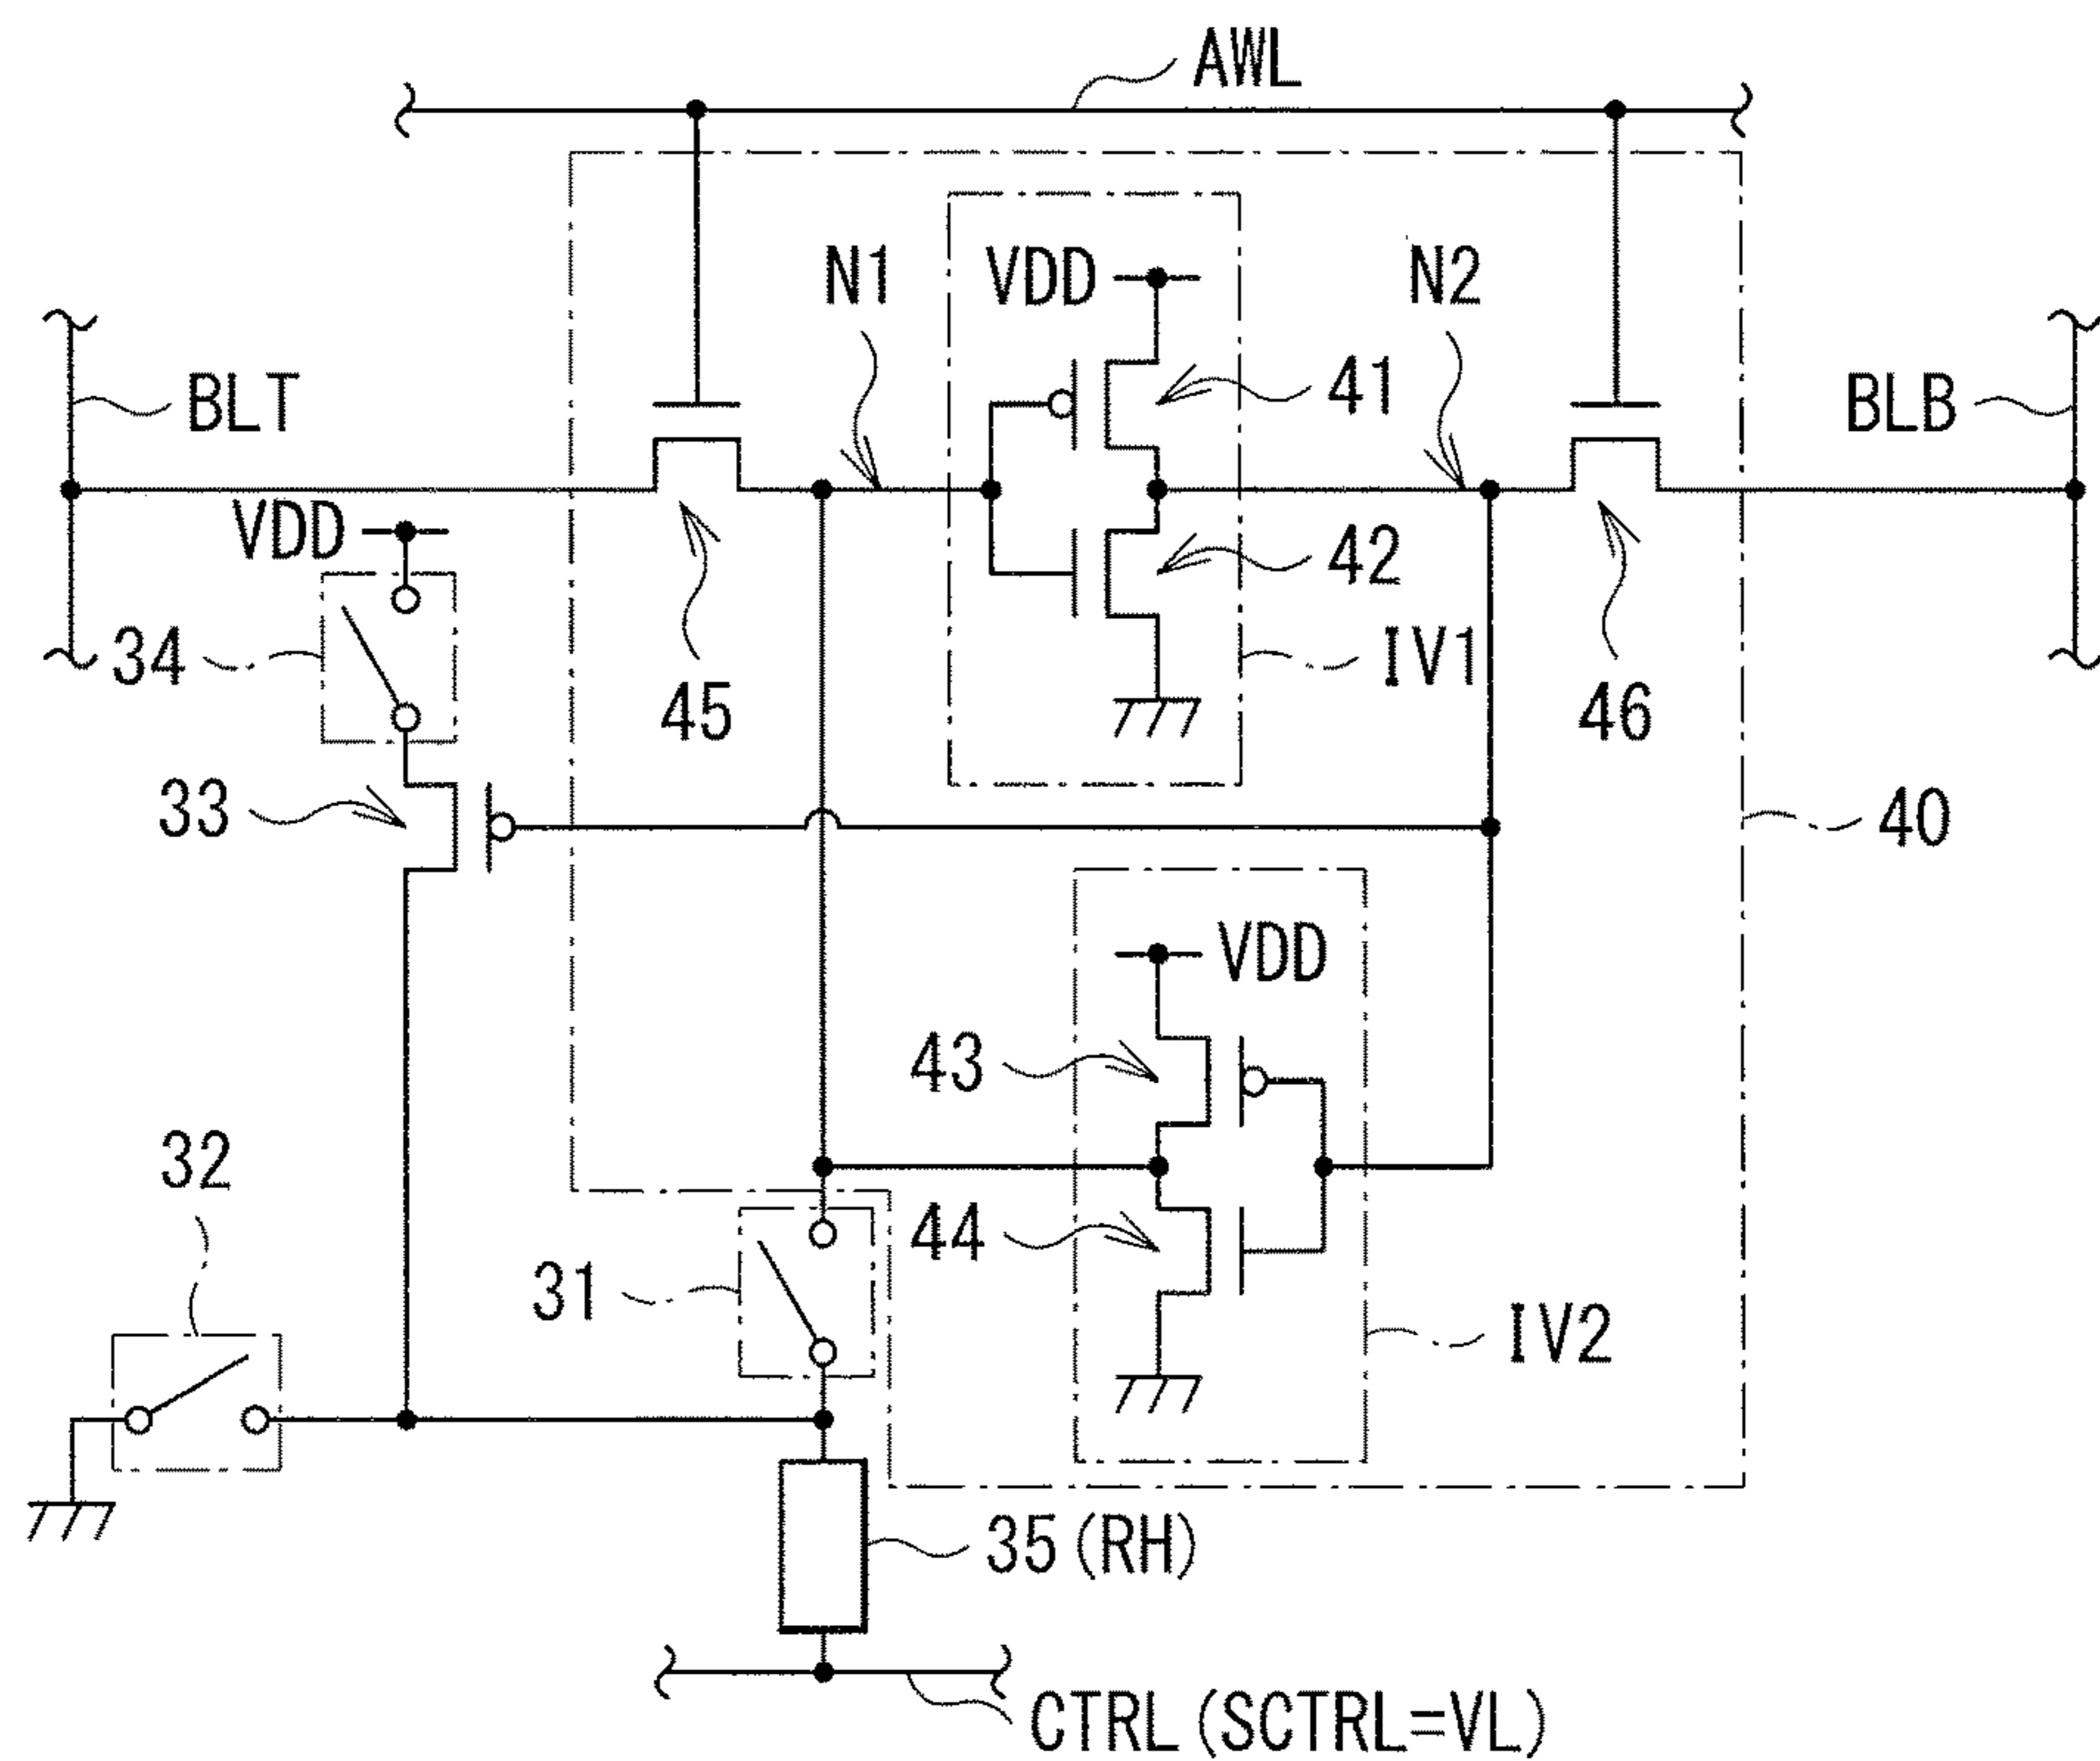 AWL
N1
VDD
N2
41
BLT
BLB
VDD
42
34
IV1
45
46
33
40
VDD
43
32
44
31
IV2
35(RH)
CTRL(SCTRL=VL)